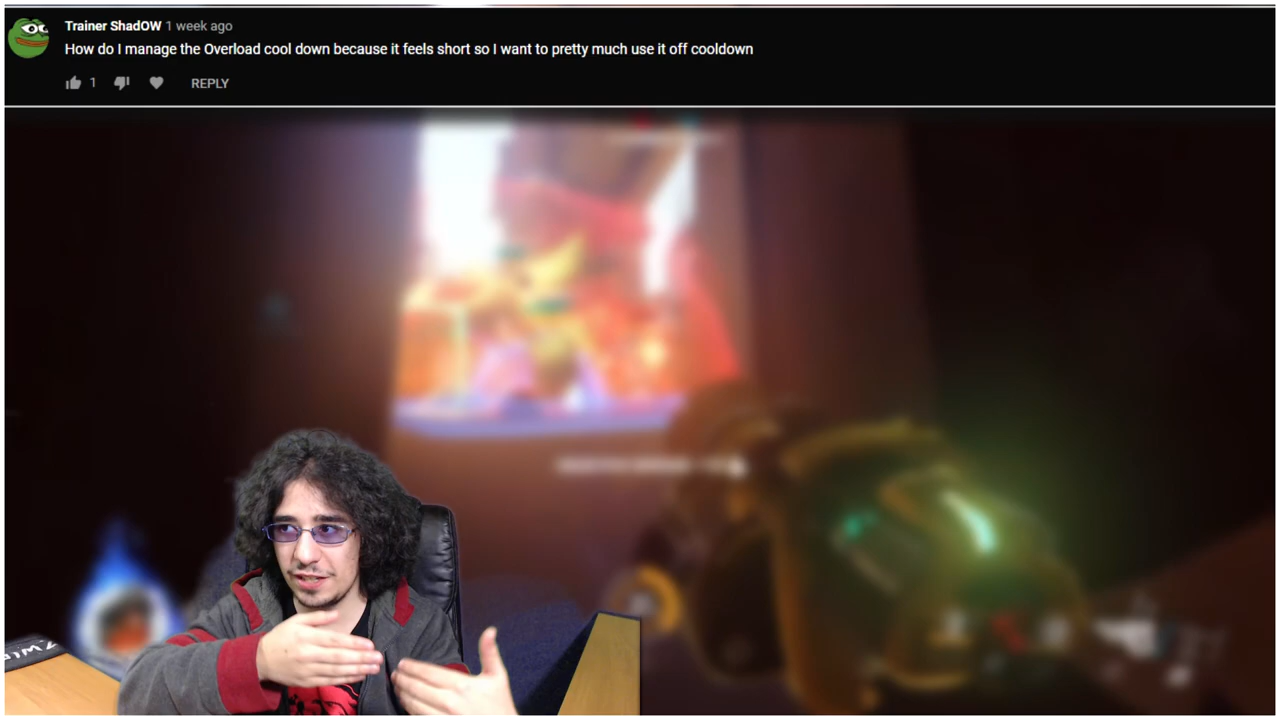 Trainer ShadOW 1 week ago
How do I manage the Overload cool down because it feels short so I want to pretty much use it off cooldown
1 REPLY